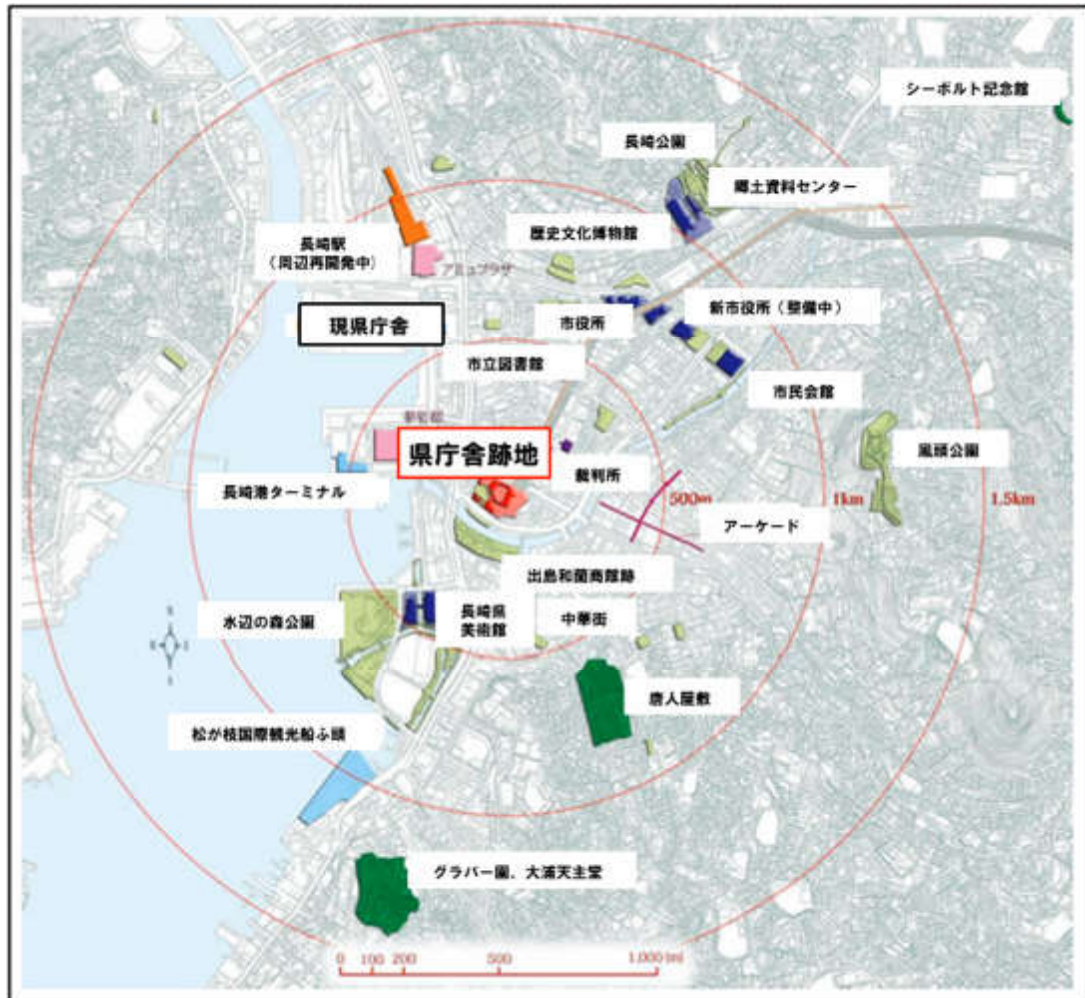 シーボルト記念館
長崎公園
郷土資料センター
歴史文化博物館
長崎駅
(周辺再開発中)
アミュプラザ
現県庁舎
市役所
新市役所(整備中)
市立図書館
市民会館
県庁舎跡地
風頭公園
裁判所
長崎港ターミナル
500m
1km
1.5km
アーケード
出島和蘭商館跡
水辺の森公園
長崎県
美術館
中華街
唐人屋敷
松が枝国際観光船ふ頭
グラバー園、大浦天主堂
0 100 200 500 1,000(m)